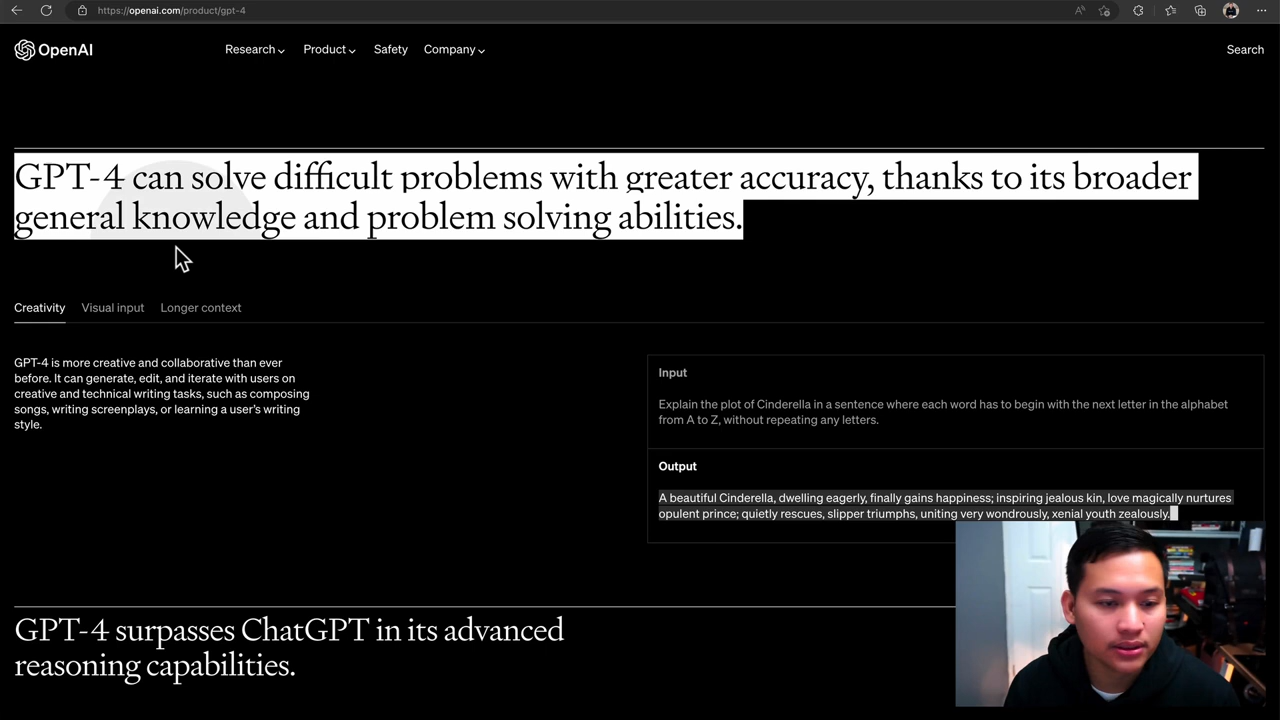 https://openai.com/product/gpt-4
OpenAI
Research
Product
Safety
Company
Search
GPT-4 can solve difficult problems with greater accuracy, thanks to its broader
general knowledge and problem solving abilities.
Creativity
Visual input
Longer context
GPT-4 is more creative and collaborative than ever
before. It can generate, edit, and iterate with users on
creative and technical writing tasks, such as composing
songs, writing screenplays, or learning a user's writing
style.
Input
Explain the plot of Cinderella in a sentence where each word has to begin with the next letter in the alphabet
from A to Z, without repeating any letters.
Output
A beautiful Cinderella, dwelling eagerly, finally gains happiness; inspiring jealous kin, love magically nurtures
opulent prince; quietly rescues, slipper triumphs, uniting very wondrously, xenial youth zealously.
GPT-4 surpasses ChatGPT in its advanced
reasoning capabilities.